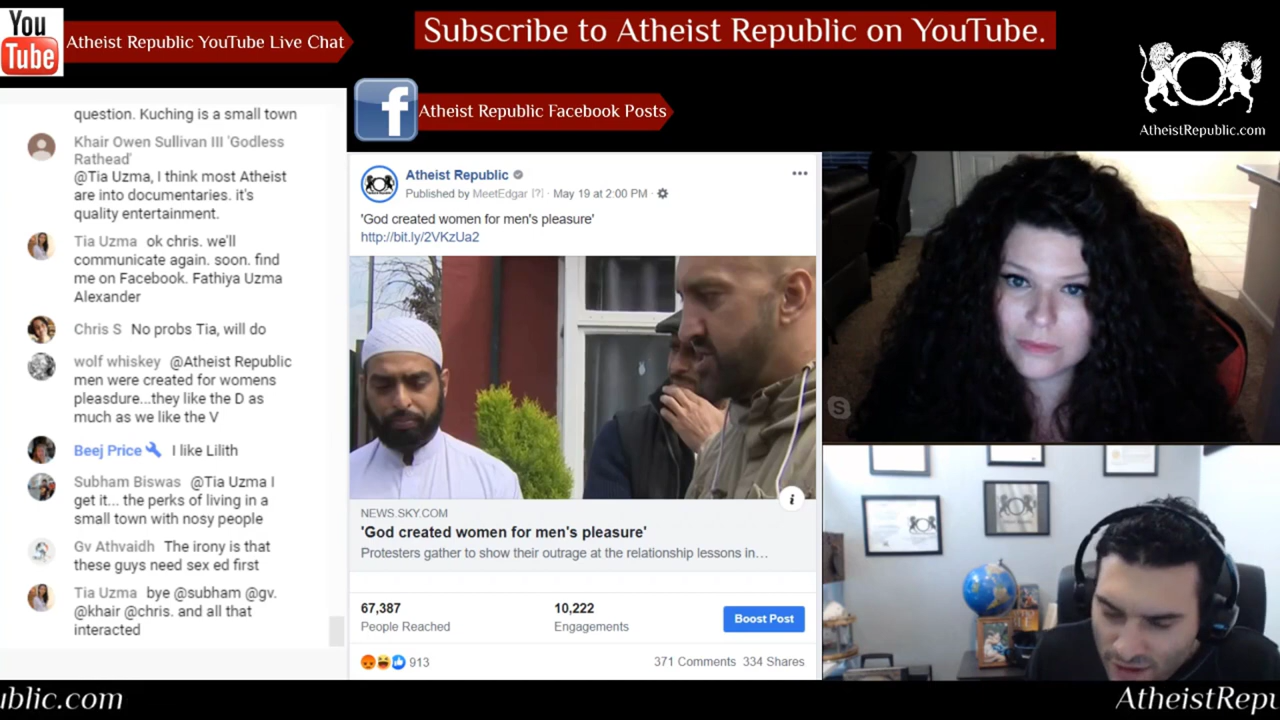 You
Tube
Atheist Republic YouTube Live Chat
Subscribe to Atheist Republic on YouTube.
AtheistRepublic.com
f
Atheist Republic Facebook Posts
question. Kuching is a small town
Khair Owen Sullivan III 'Godless
Rathead'
@Tia Uzma, I think most Atheist
are into documentaries. it's
quality entertainment.
Tia Uzma ok chris. we'll
communicate again. soon. find
me on Facebook. Fathiya Uzma
Alexander
Chris S No probs Tia, will do
wolf whiskey @Atheist Republic
men were created for womens
pleasdure...they like the D as
much as we like the V
Beej Price I like Lilith
Subham Biswas @Tia Uzma I
get it... the perks of living in a
small town with nosy people
Gv Athvaidh The irony is that
these guys need sex ed first
Tia Uzma bye @subham @gv.
@khair @chris. and all that
interacted
Atheist Republic
Published by MeetEdgar [?] · May 19 at 2:00 PM ·
'God created women for men's pleasure'
http://bit.ly/2VKzUa2
i
NEWS.SKY.COM
'God created women for men's pleasure'
Protesters gather to show their outrage at the relationship lessons in…
67,387
People Reached
10,222
Engagements
Boost Post
913
371 Comments 334 Shares
S
ublic.com
AtheistRepu